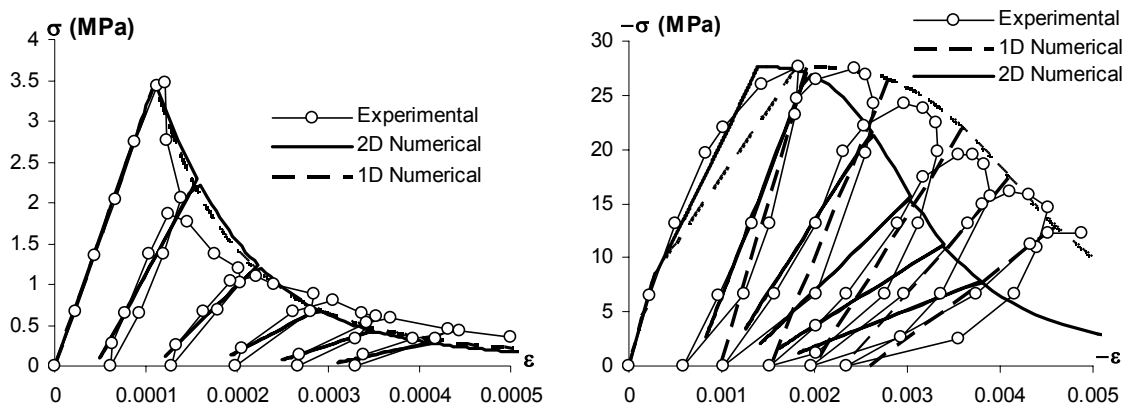 σ (MPa)
4
3.5
3
2.5
2
1.5
1
0.5
0
0
0.0001
0.0002
0.0003
0.0004
0.0005
ε
Experimental
2D Numerical
1D Numerical
−σ (MPa)
30
25
20
15
10
5
0
0
0.001
0.002
0.003
0.004
0.005
−ε
Experimental
1D Numerical
2D Numerical